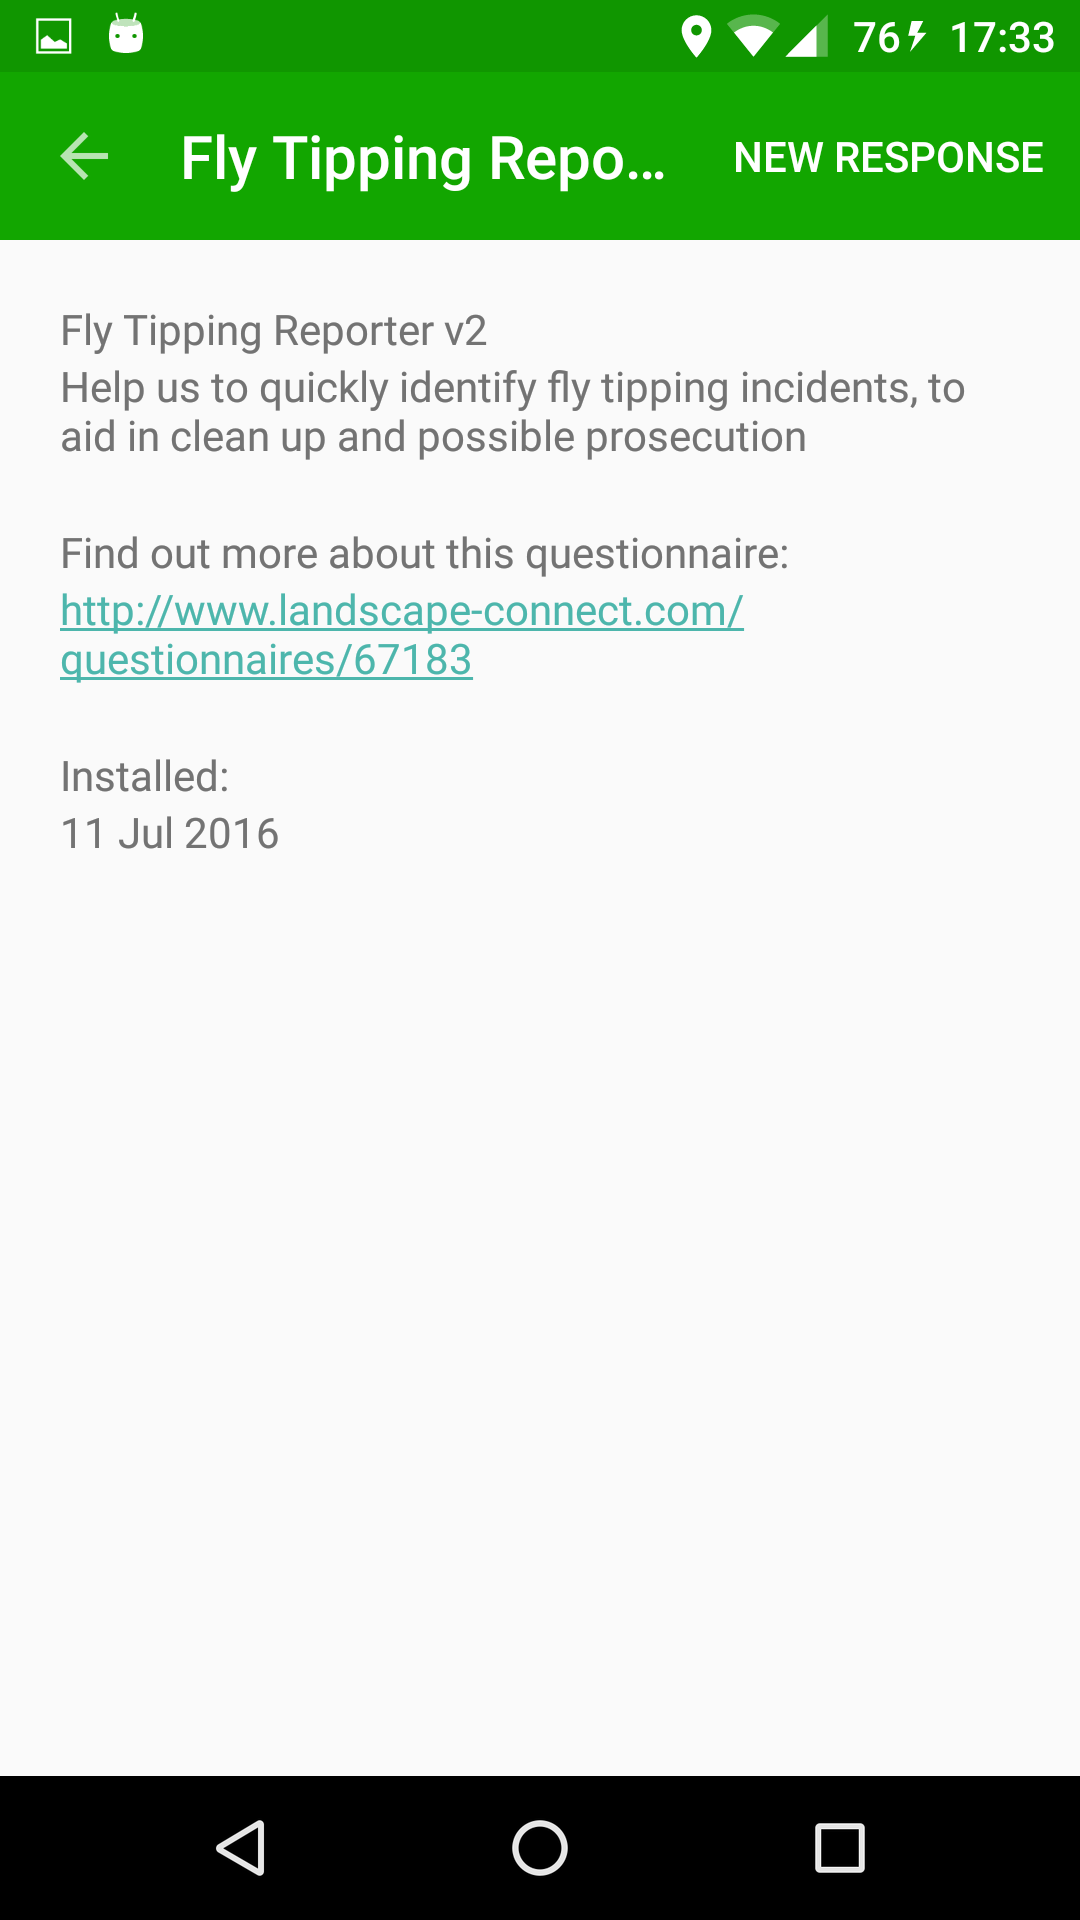 76 17:33
Fly Tipping Repo... NEW RESPONSE
Fly Tipping Reporter v2
Help us to quickly identify fly tipping incidents, to
aid in clean up and possible prosecution
Find out more about this questionnaire:
http://www.landscape-connect.com/
questionnaires/67183
Installed:
11 Jul 2016